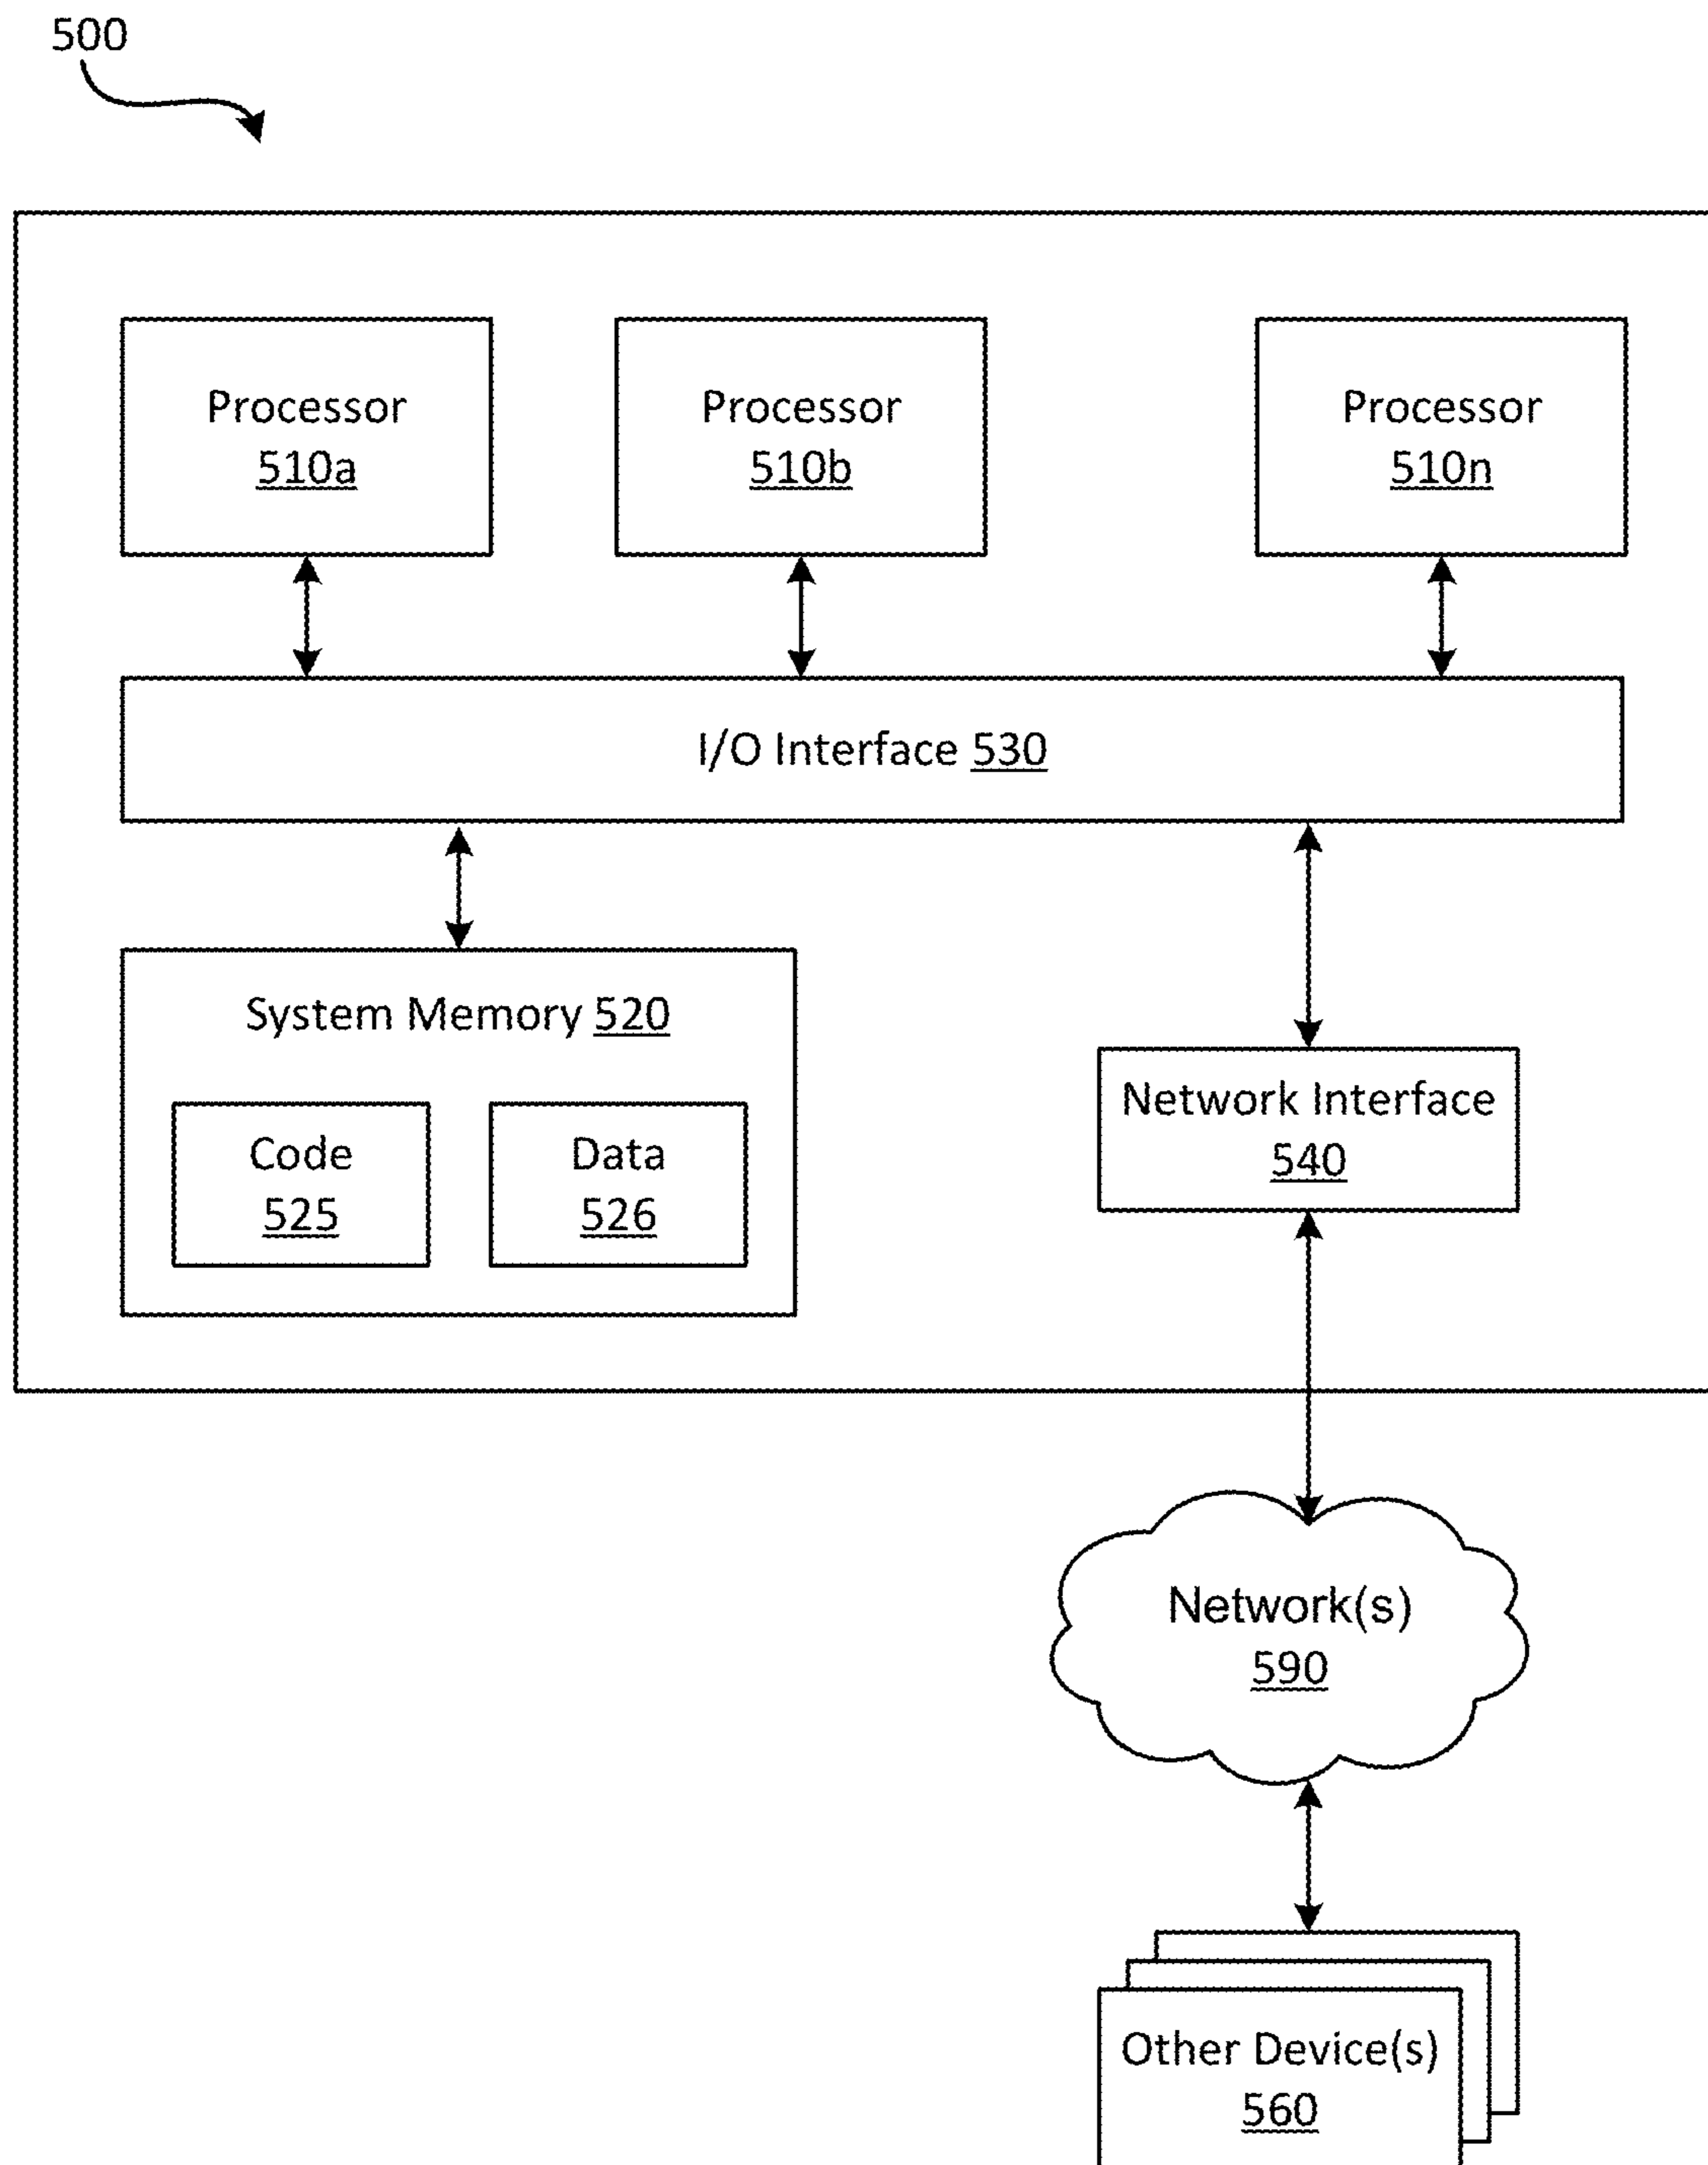 500
Processor
510a
Processor
510b
Processor
510n
I/O Interface 530
System Memory 520
Code
525
Data
526
Network Interface
540
Network(s)
590
Other Device(s)
560